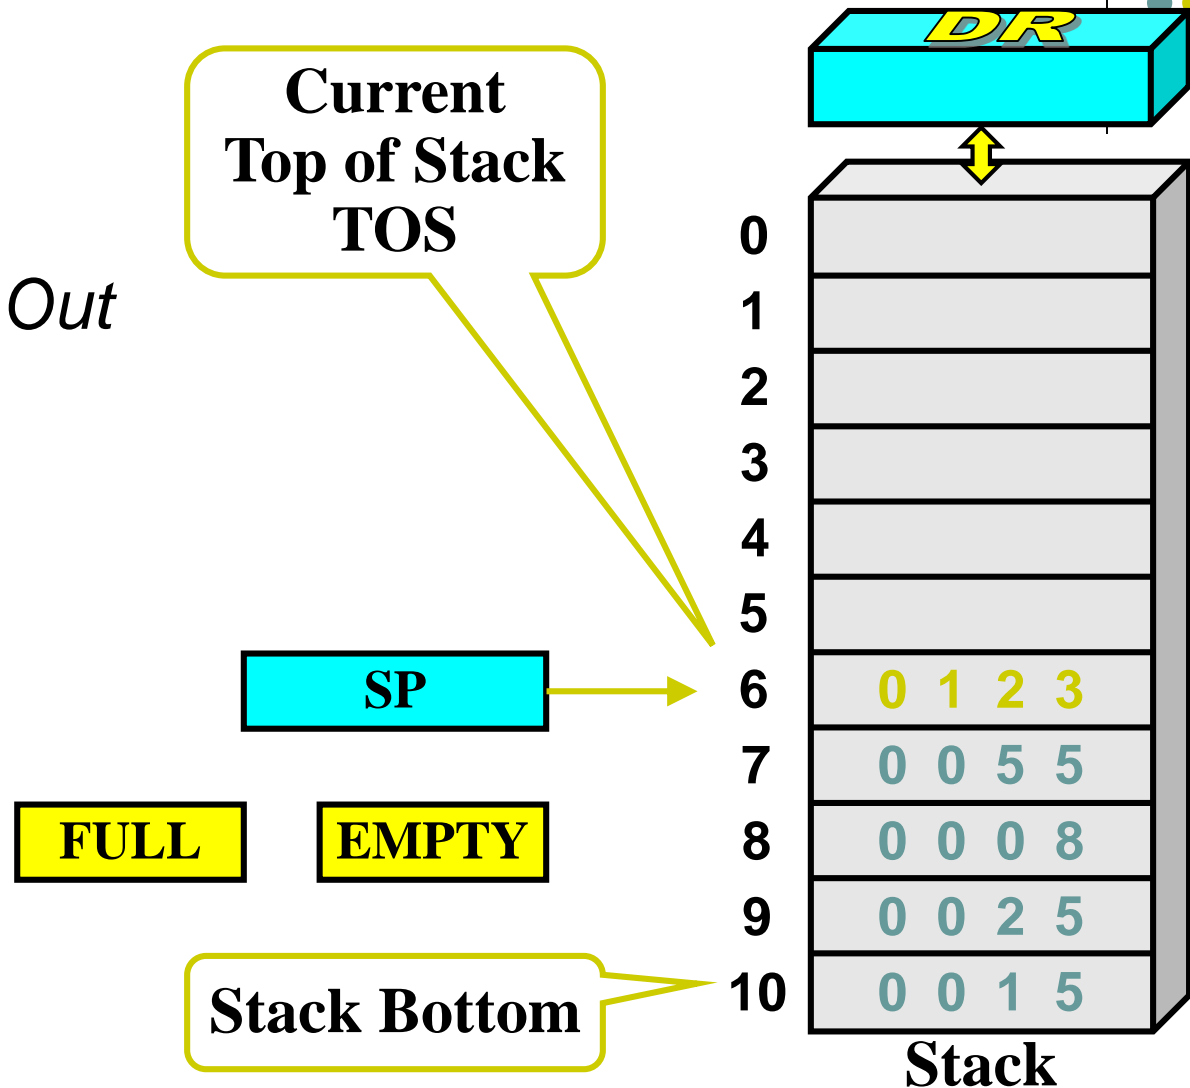 DR
Current
Top of Stack
TOS
Out
0
1
2
3
4
5
SP
6 0 1 2 3
7 0 0 5 5
FULL EMPTY
8 0 0 0 8
9 0 0 2 5
Stack Bottom
10 0 0 1 5
Stack